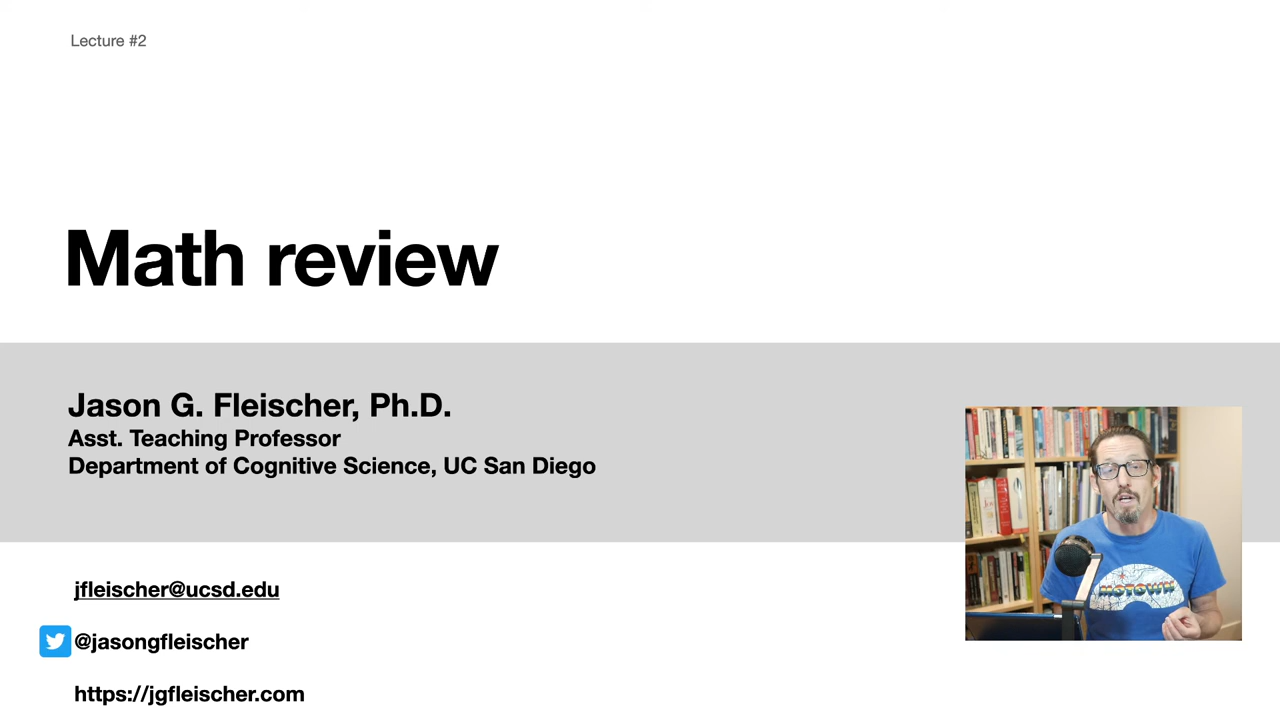 Lecture #2
Math review
Jason G. Fleischer, Ph.D.
Asst. Teaching Professor
Department of Cognitive Science, UC San Diego
jfleischer@ucsd.edu
@jasongfleischer
https://jgfleischer.com
MOTOWN